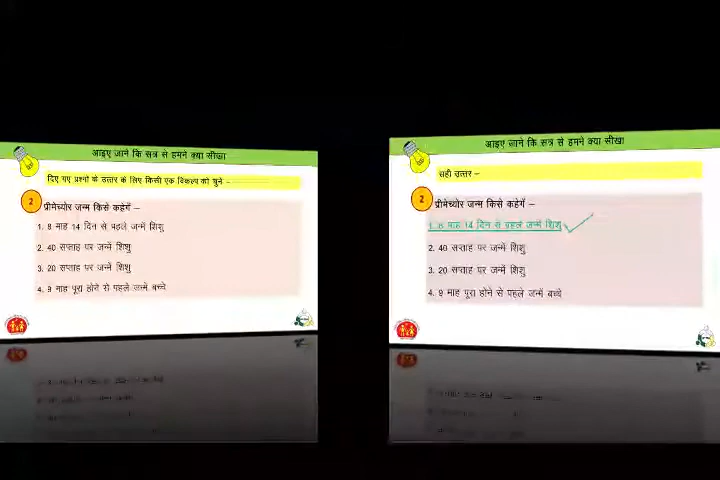 आइए जाने कि सत्र से हमने क्या सीखा
दिए गए प्रश्नों के उत्तर के लिए किसी एक विकल्प को चुने –
2
प्रीमेच्योर जन्म किसे कहेगें –
1. 8 माह 14 दिन से पहले जन्में शिशु
2. 40 सप्ताह पर जन्में शिशु
3. 20 सप्ताह पर जन्में शिशु
4. 9 माह पूरा होने से पहले जन्में बच्चे
आइए जाने कि सत्र से हमने क्या सीखा
सही उत्तर –
2
प्रीमेच्योर जन्म किसे कहेगें –
1. 8 माह 14 दिन से पहले जन्में शिशु
2. 40 सप्ताह पर जन्में शिशु
3. 20 सप्ताह पर जन्में शिशु
4. 9 माह पूरा होने से पहले जन्में बच्चे